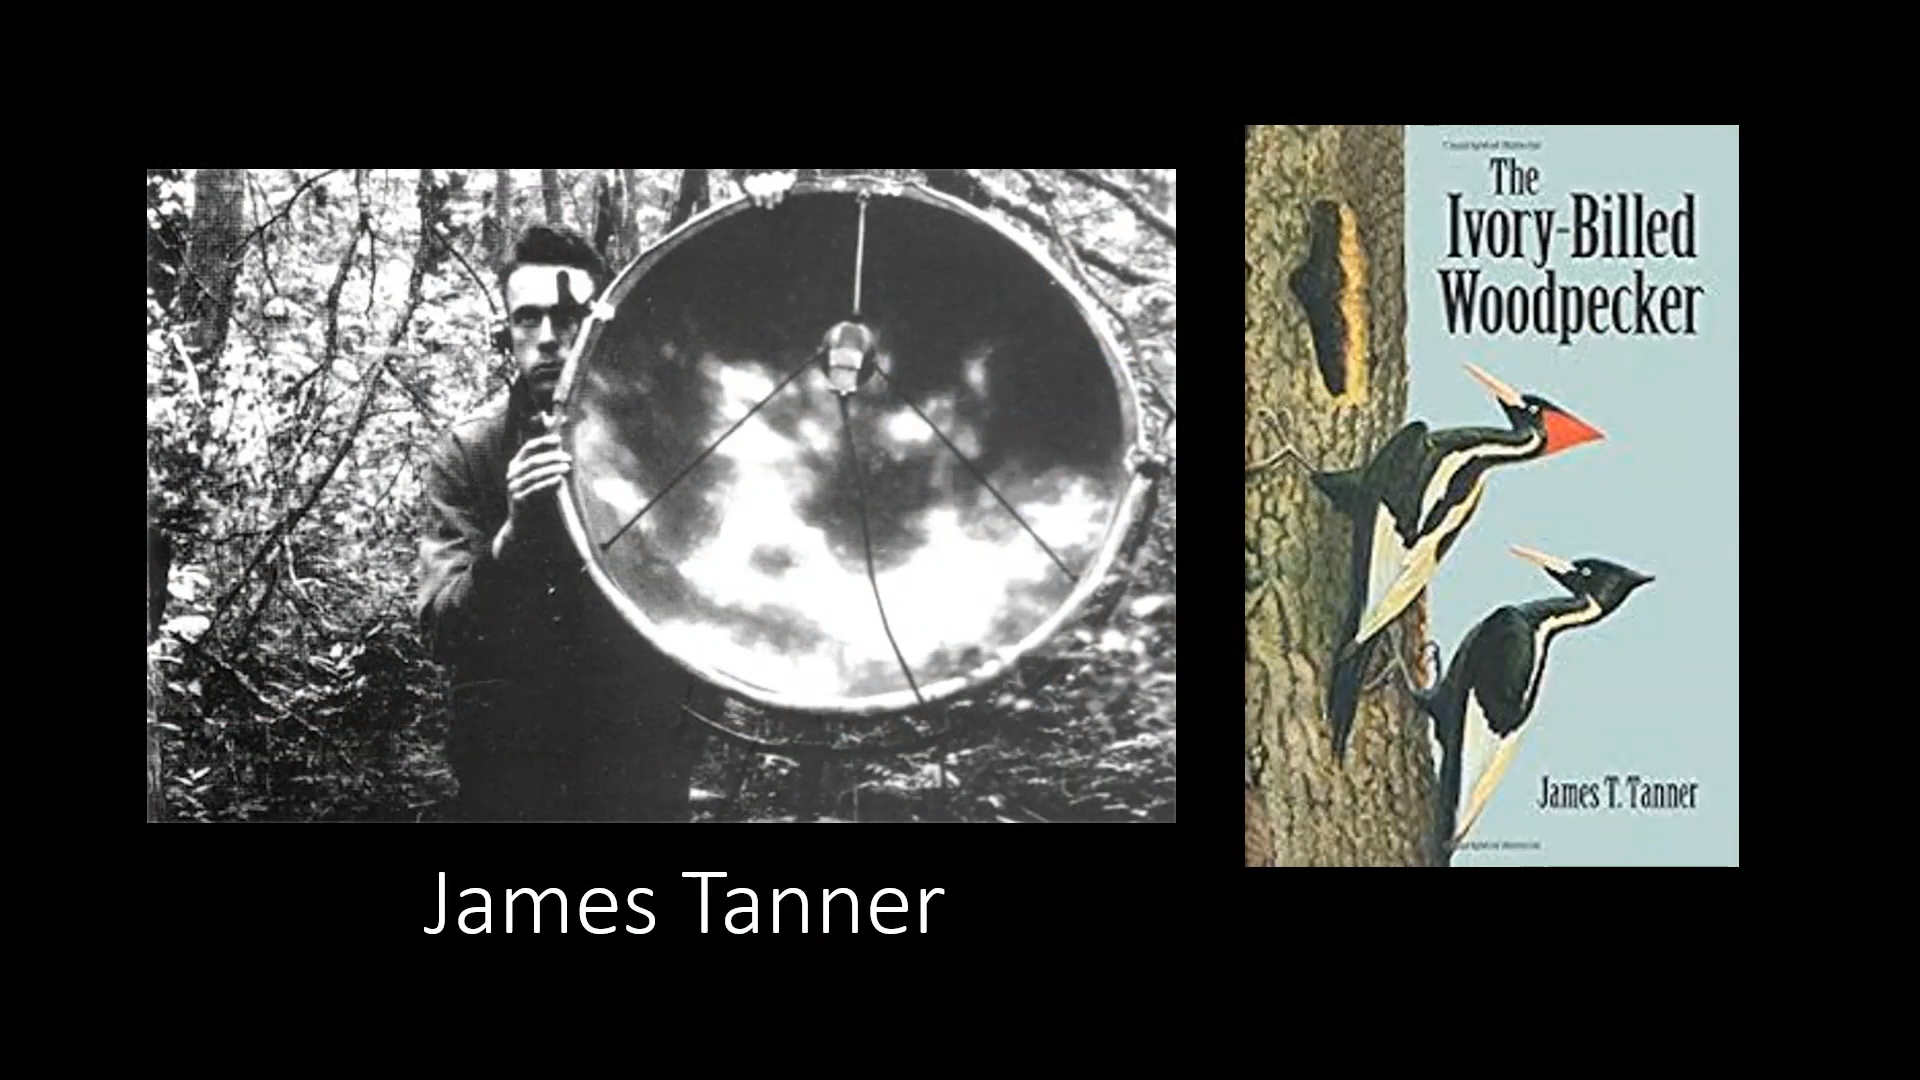 The
Ivory-Billed
Woodpecker
James T. Tanner
James Tanner